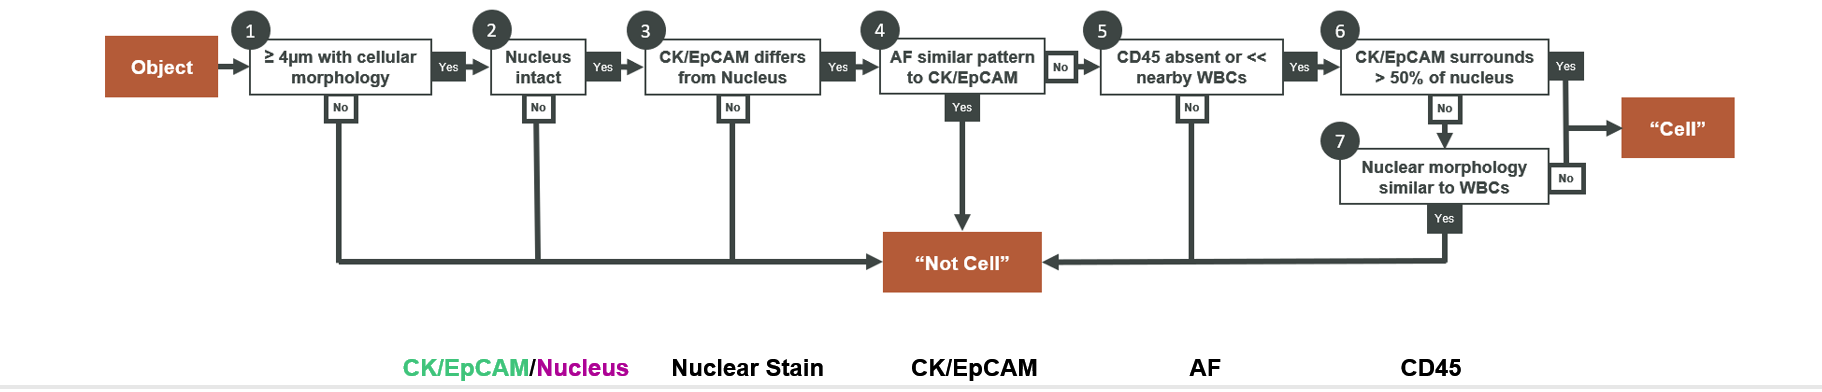 Object
1
≥ 4µm with cellular
morphology
Yes
No
2
Nucleus
intact
Yes
No
3
CK/EpCAM differs
from Nucleus
Yes
No
4
AF similar pattern
to CK/EpCAM
No
Yes
5
CD45 absent or <<
nearby WBCs
Yes
No
6
CK/EpCAM surrounds
> 50% of nucleus
Yes
No
7
Nuclear morphology
similar to WBCs
No
Yes
“Cell”
“Not Cell”
CK/EpCAM/Nucleus
Nuclear Stain
CK/EpCAM
AF
CD45